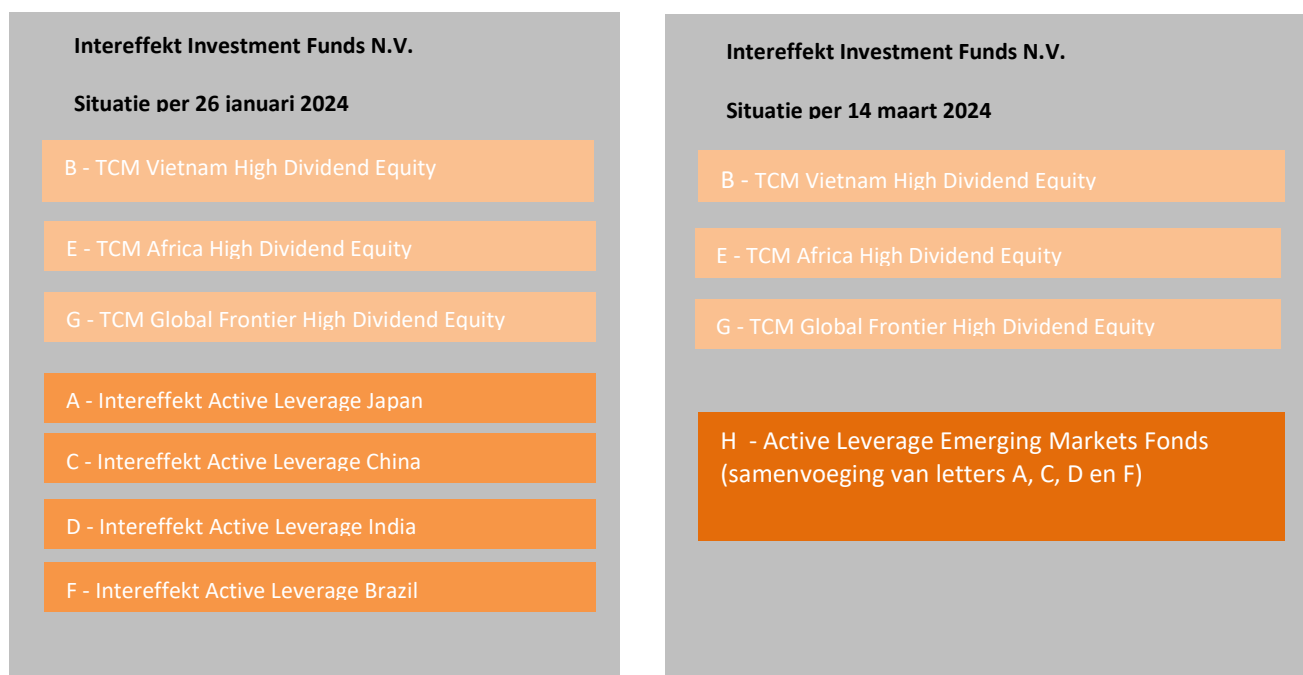 Intereffekt Investment Funds N.V.
Situatie per 26 januari 2024
B - TCM Vietnam High Dividend Equity
E - TCM Africa High Dividend Equity
G - TCM Global Frontier High Dividend Equity
A - Intereffekt Active Leverage Japan
C - Intereffekt Active Leverage China
D - Intereffekt Active Leverage India
F - Intereffekt Active Leverage Brazil
Intereffekt Investment Funds N.V.
Situatie per 14 maart 2024
B - TCM Vietnam High Dividend Equity
E - TCM Africa High Dividend Equity
G - TCM Global Frontier High Dividend Equity
H - Active Leverage Emerging Markets Fonds
(samenvoeging van letters A, C, D en F)